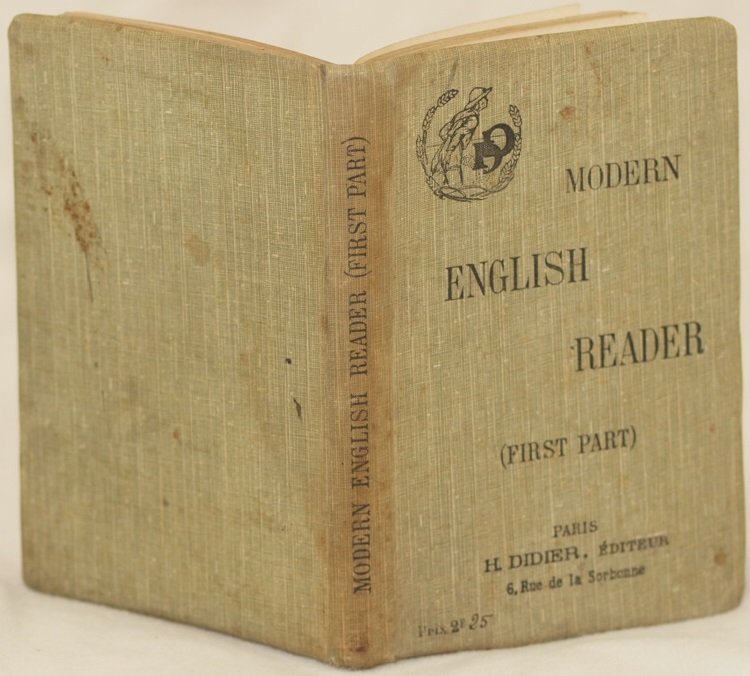 MODERN ENGLISH READER (FIRST PART)
DO
MODERN
ENGLISH
READER
(FIRST PART)
PARIS
H. DIDIER, ÉDITEUR
6, Rue de la Sorbonne
Prix 2F 25